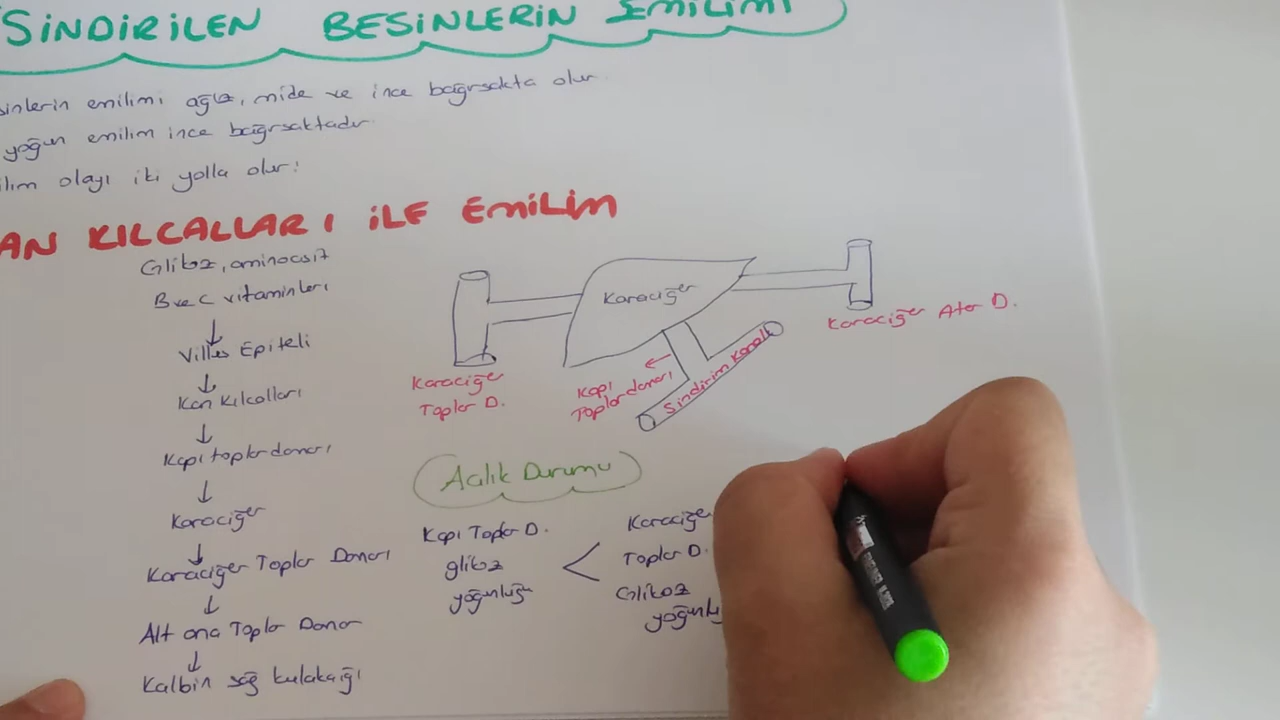 SİNDİRİLEN BESİNLERİN EMİLİMİ
sinlerin emilimi ağız, mide ve ince bağırsakta olur.
yoğun emilim ince bağırsaktadır.
ilim olayı iki yolla olur:
AN KILCALLARI İLE EMİLİM
Glikoz, aminoasit
B ve C vitaminleri
↓
Villus Epiteli
↓
Kan Kılcalları
↓
Kapı toplardamarı
↓
Karaciğer
↓
Karaciğer Toplar Damarı
↓
Alt ana Toplar Damar
↓
Kalbin sağ kulakçığı
Karaciğer
Karaciğer
Toplar D.
Kapı
Toplardamarı
Sindirim Kanalı
Karaciğer Atar D.
Açlık Durumu
Kapı Toplar D.
glikoz
yoğunluğu
<
Karaciğer
Toplar D.
Glikoz
yoğunlu